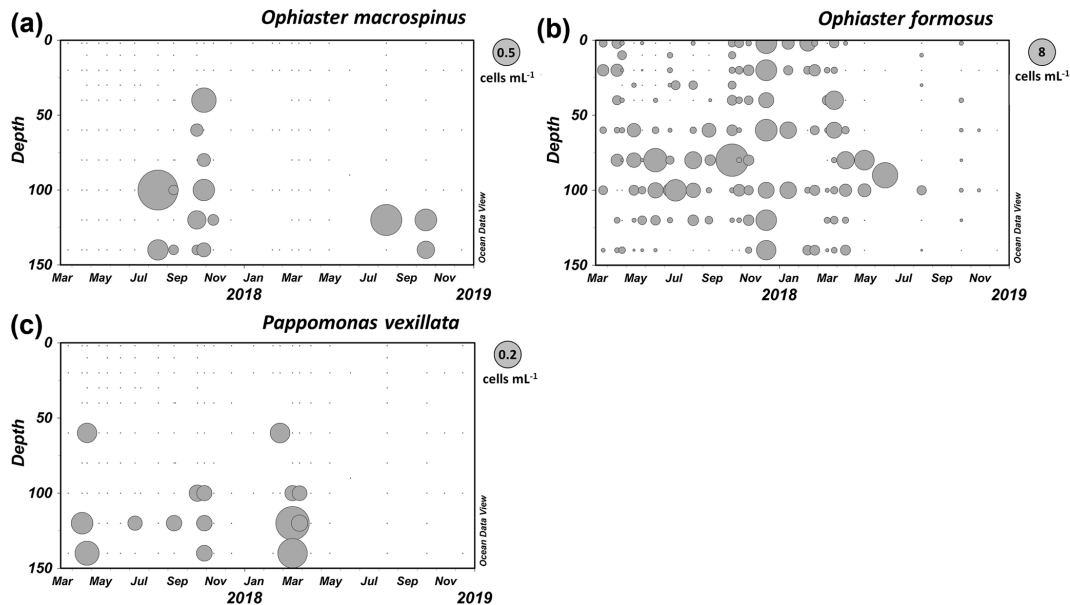 (a)
Ophiaster macrospinus
0.5
cells mL-1
Depth
0
50
100
150
Mar May Jul Sep Nov Jan Mar May Jul Sep Nov
2018 2019
Ocean Data View
(b)
Ophiaster formosus
8
cells mL-1
Depth
0
50
100
150
Mar May Jul Sep Nov Jan Mar May Jul Sep Nov
2018 2019
Ocean Data View
(c)
Pappomonas vexillata
0.2
cells mL-1
Depth
0
50
100
150
Mar May Jul Sep Nov Jan Mar May Jul Sep Nov
2018 2019
Ocean Data View